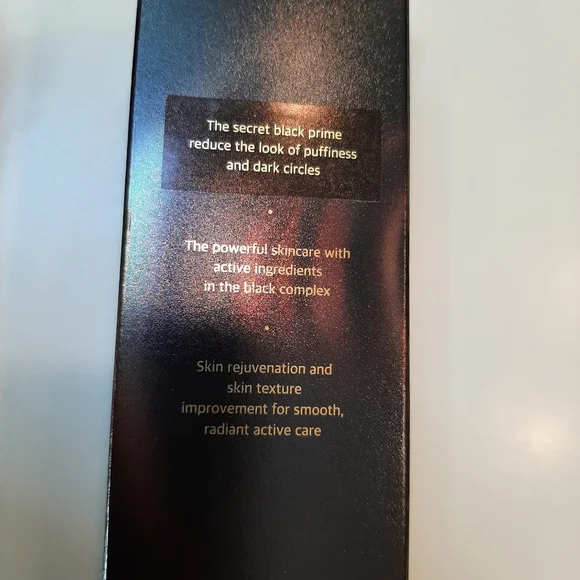 The secret black prime
reduce the look of puffiness
and dark circles
The powerful skincare with
active ingredients
in the black complex
Skin rejuvenation and
skin texture
improvement for smooth,
radiant active care